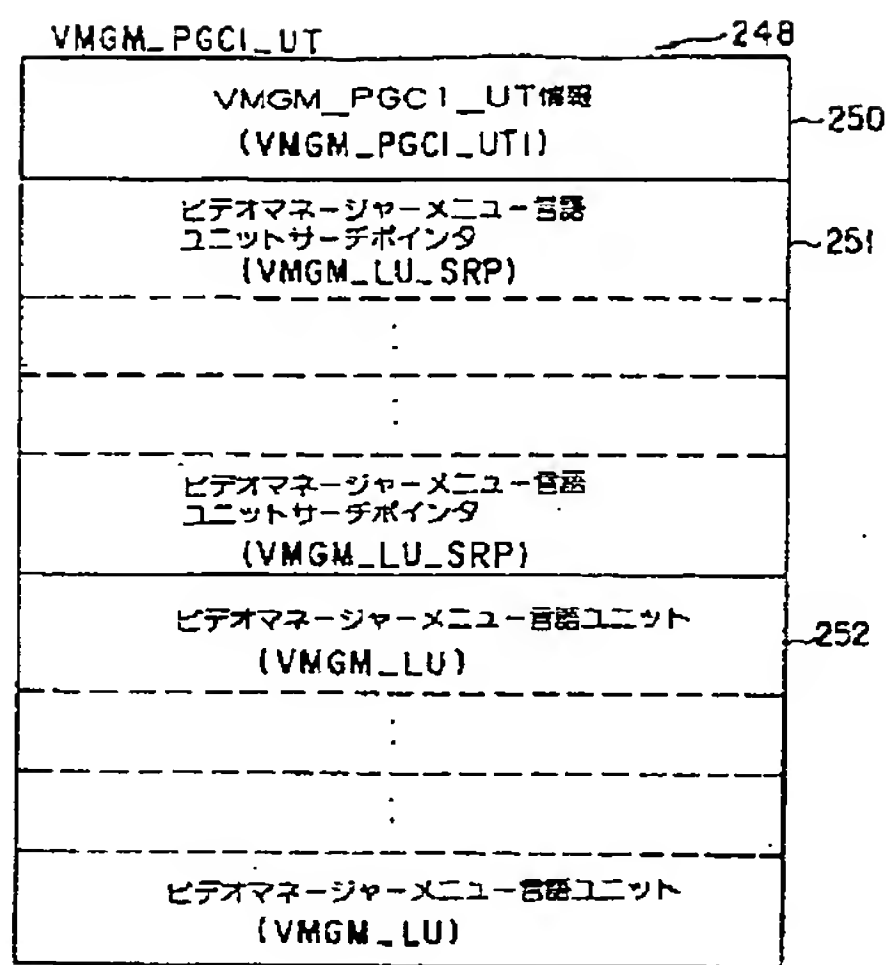 VMGM_PGCI_UT
248
VMGM_PGC1_UT情報
(VMGM_PGCI_UTI)
250
ビデオマネージャーメニュー言語
ユニットサーチポインタ
(VMGM_LU_SRP)
251
ビデオマネージャーメニュー言語
ユニットサーチポインタ
(VMGM_LU_SRP)
ビデオマネージャーメニュー言語ユニット
(VMGM_LU)
252
ビデオマネージャーメニュー言語ユニット
(VMGM_LU)